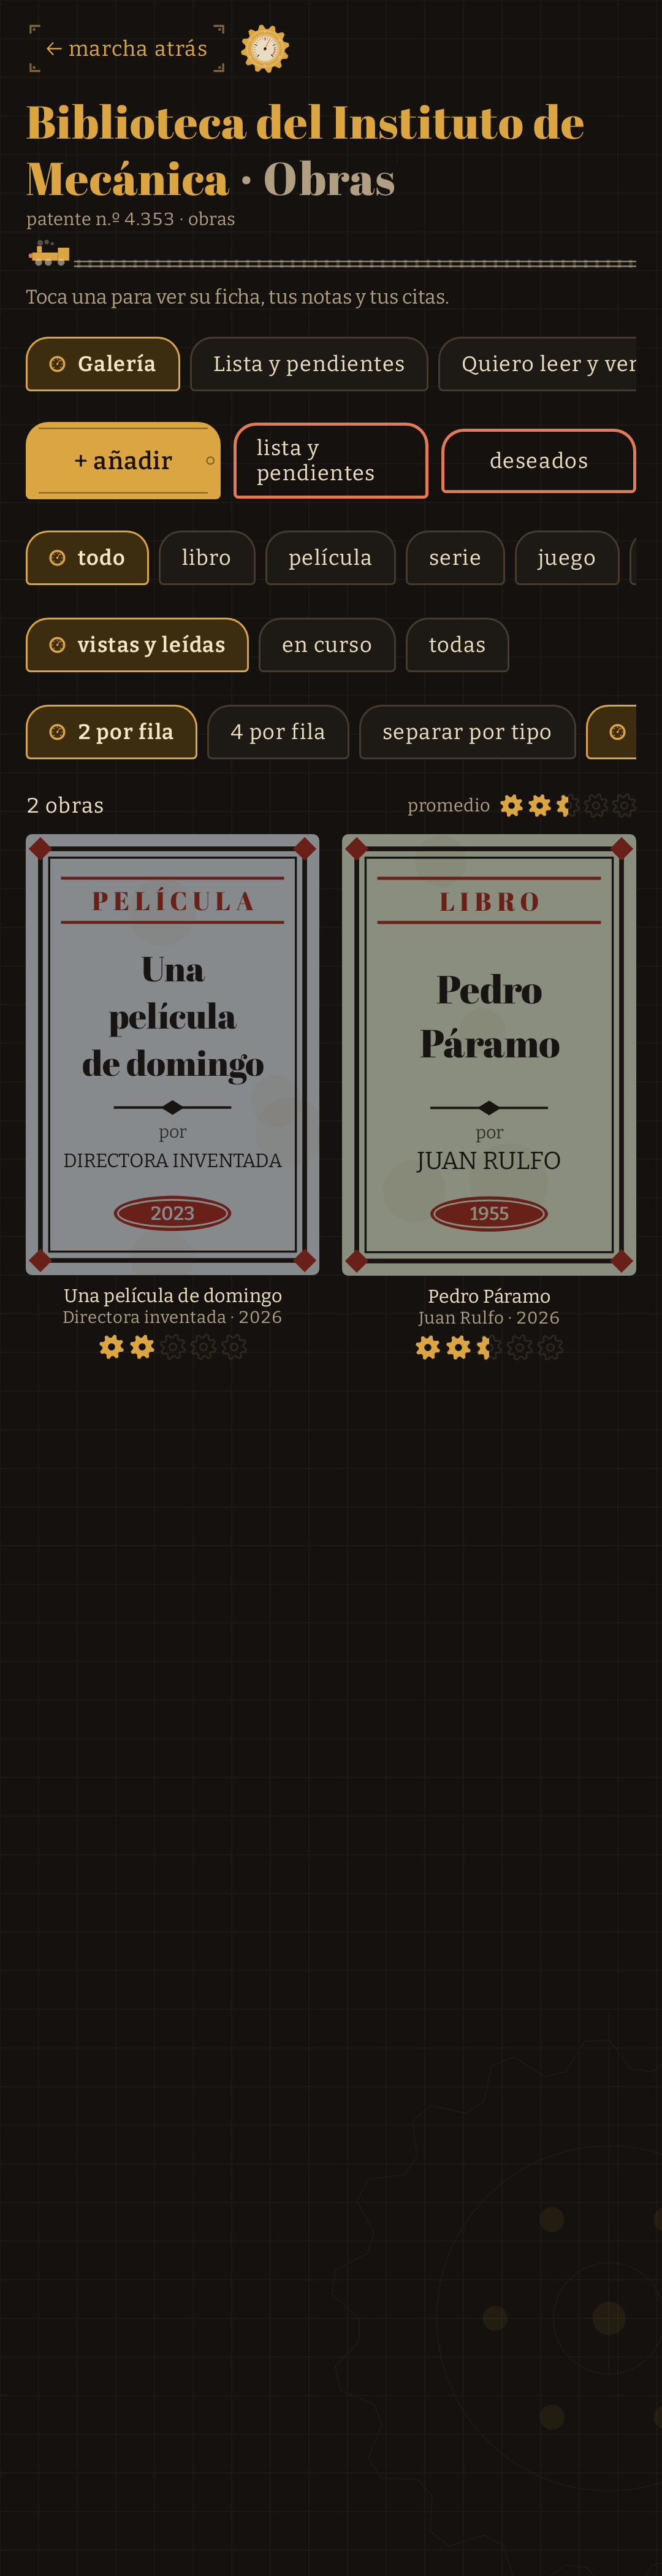 ← marcha atrás
Biblioteca del Instituto de
Mecánica · Obras
patente n.º 4.353 · obras
Toca una para ver su ficha, tus notas y tus citas.
Galería
Lista y pendientes
Quiero leer y ver
+ añadir
lista y
pendientes
deseados
todo
libro
película
serie
juego
vistas y leídas
en curso
todas
2 por fila
4 por fila
separar por tipo
2 obras
promedio
PELÍCULA
Una
película
de domingo
por
DIRECTORA INVENTADA
2023
Una película de domingo
Directora inventada · 2026
LIBRO
Pedro
Páramo
por
JUAN RULFO
1955
Pedro Páramo
Juan Rulfo · 2026